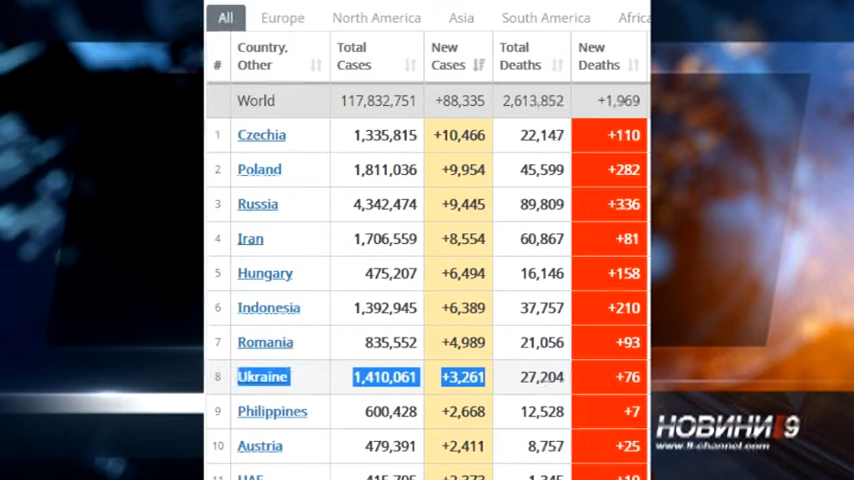 All Europe North America Asia South America Africa
# Country, Other Total Cases New Cases Total Deaths New Deaths
World 117,832,751 +88,335 2,613,852 +1,969
1 Czechia 1,335,815 +10,466 22,147 +110
2 Poland 1,811,036 +9,954 45,599 +282
3 Russia 4,342,474 +9,445 89,809 +336
4 Iran 1,706,559 +8,554 60,867 +81
5 Hungary 475,207 +6,494 16,146 +158
6 Indonesia 1,392,945 +6,389 37,757 +210
7 Romania 835,552 +4,989 21,056 +93
8 Ukraine 1,410,061 +3,261 27,204 +76
9 Philippines 600,428 +2,668 12,528 +7
10 Austria 479,391 +2,411 8,757 +25
11 UAE
НОВИНИ 9